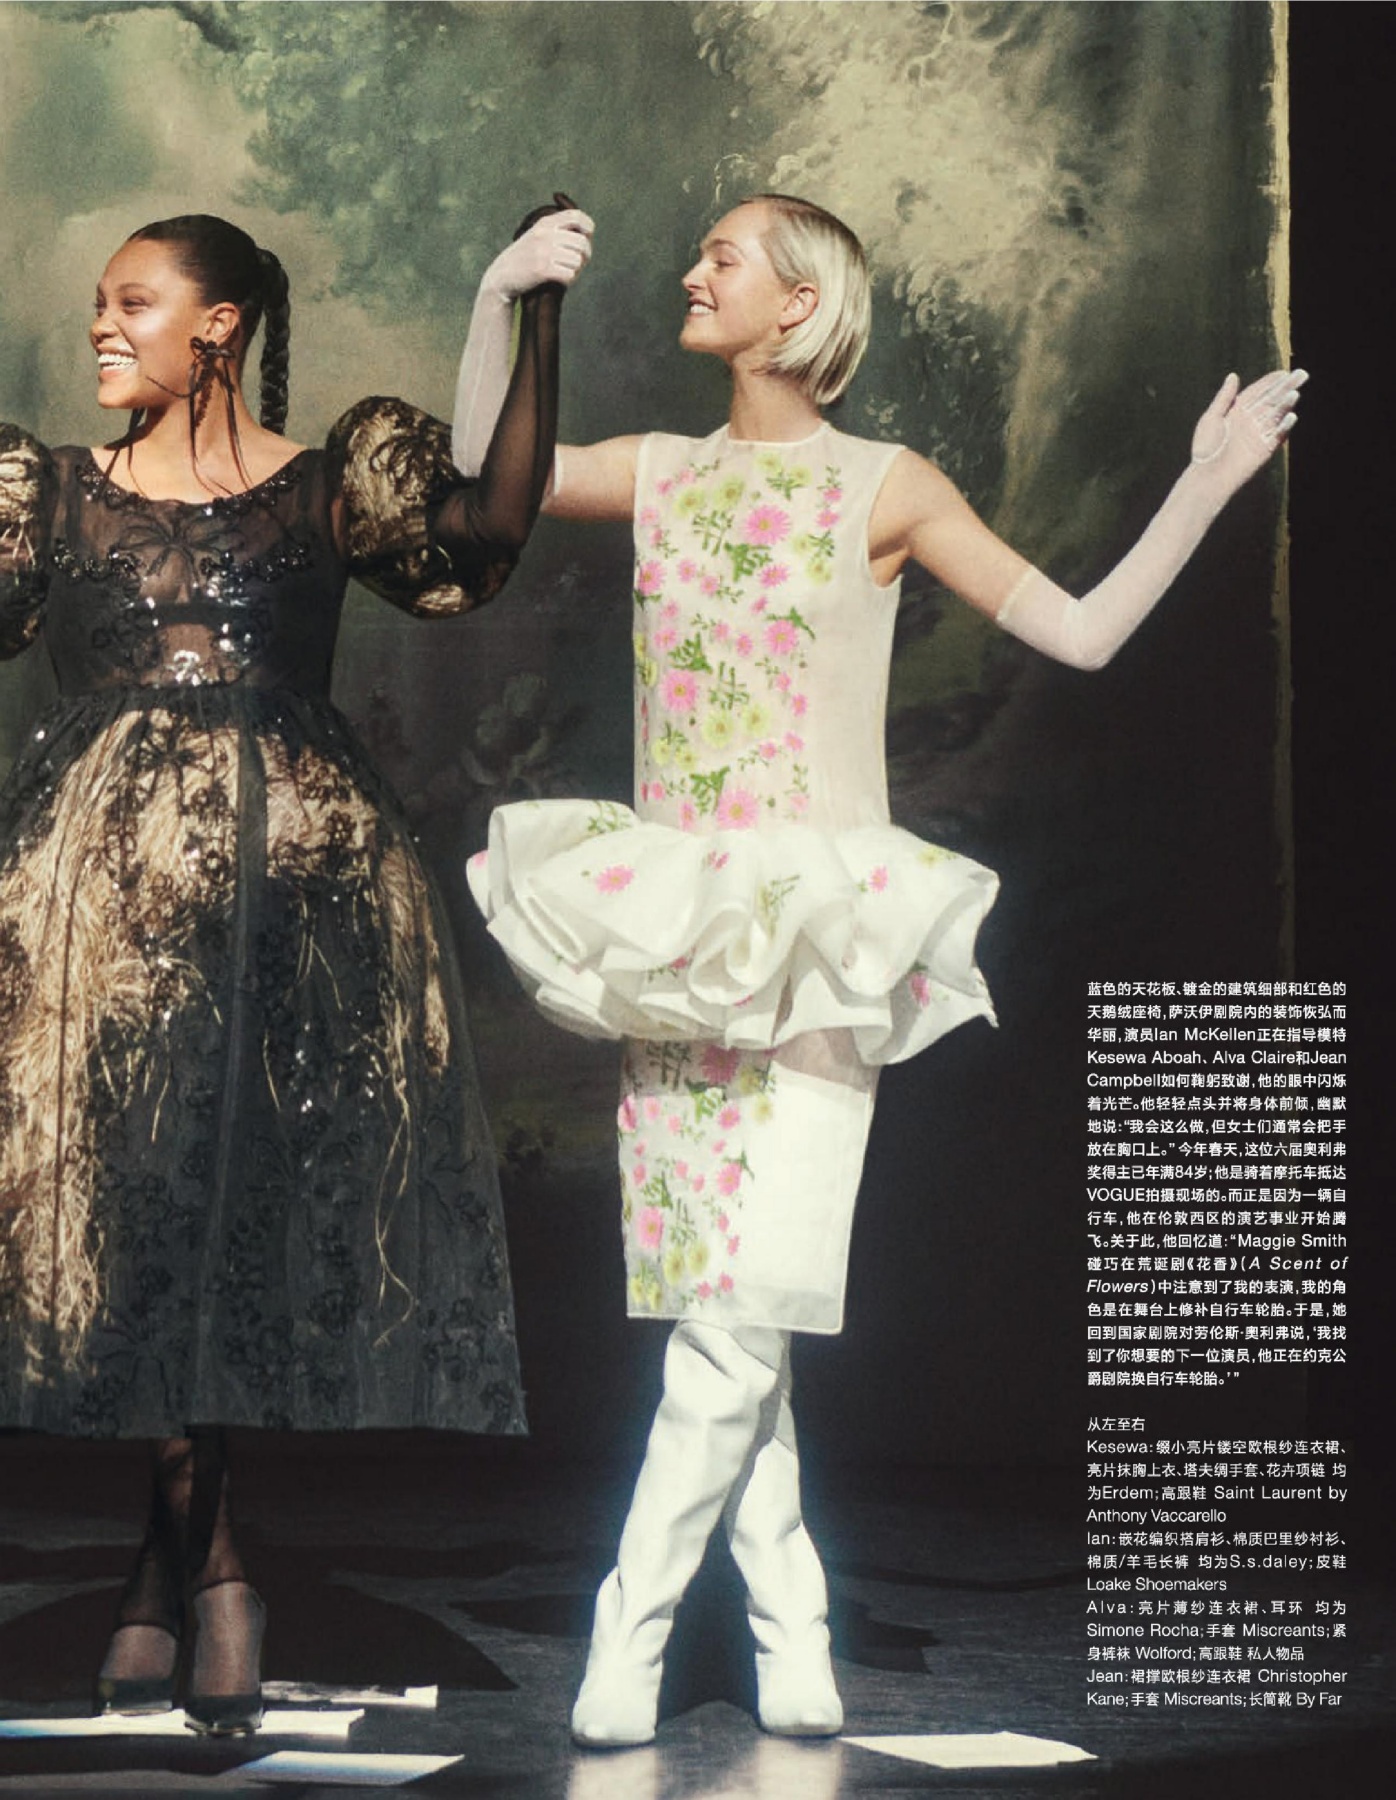 蓝色的天花板、镀金的建筑细部和红色的
天鹅绒座椅,萨沃伊剧院内的装饰恢弘而
华丽,演员Ian McKellen正在指导模特
Kesewa Aboah、Alva Claire和Jean
Campbell如何鞠躬致谢,他的眼中闪烁
着光芒。他轻轻点头并将身体前倾,幽默
地说:“我会这么做,但女士们通常会把手
放在胸口上。”今年春天,这位六届奥利弗
奖得主已年满84岁;他是骑着摩托车抵达
VOGUE拍摄现场的。而正是因为一辆自
行车,他在伦敦西区的演艺事业开始腾
飞。关于此,他回忆道:“Maggie Smith
碰巧在荒诞剧《花香》(A Scent of
Flowers)中注意到了我的表演,我的角
色是在舞台上修补自行车轮胎。于是,她
回到国家剧院对劳伦斯·奥利弗说,‘我找
到了你想要的下一位演员,他正在约克公
爵剧院换自行车轮胎。’”
从左至右
Kesewa:缀小亮片镂空欧根纱连衣裙、
亮片抹胸上衣、塔夫绸手套、花卉项链 均
为Erdem;高跟鞋 Saint Laurent by
Anthony Vaccarello
Ian:嵌花编织搭肩衫、棉质巴里纱衬衫、
棉质/羊毛长裤 均为S.s.daley;皮鞋
Loake Shoemakers
Alva:亮片薄纱连衣裙、耳环 均为
Simone Rocha;手套 Miscreants;紧
身裤袜 Wolford;高跟鞋 私人物品
Jean:裙撑欧根纱连衣裙 Christopher
Kane;手套 Miscreants;长筒靴 By Far